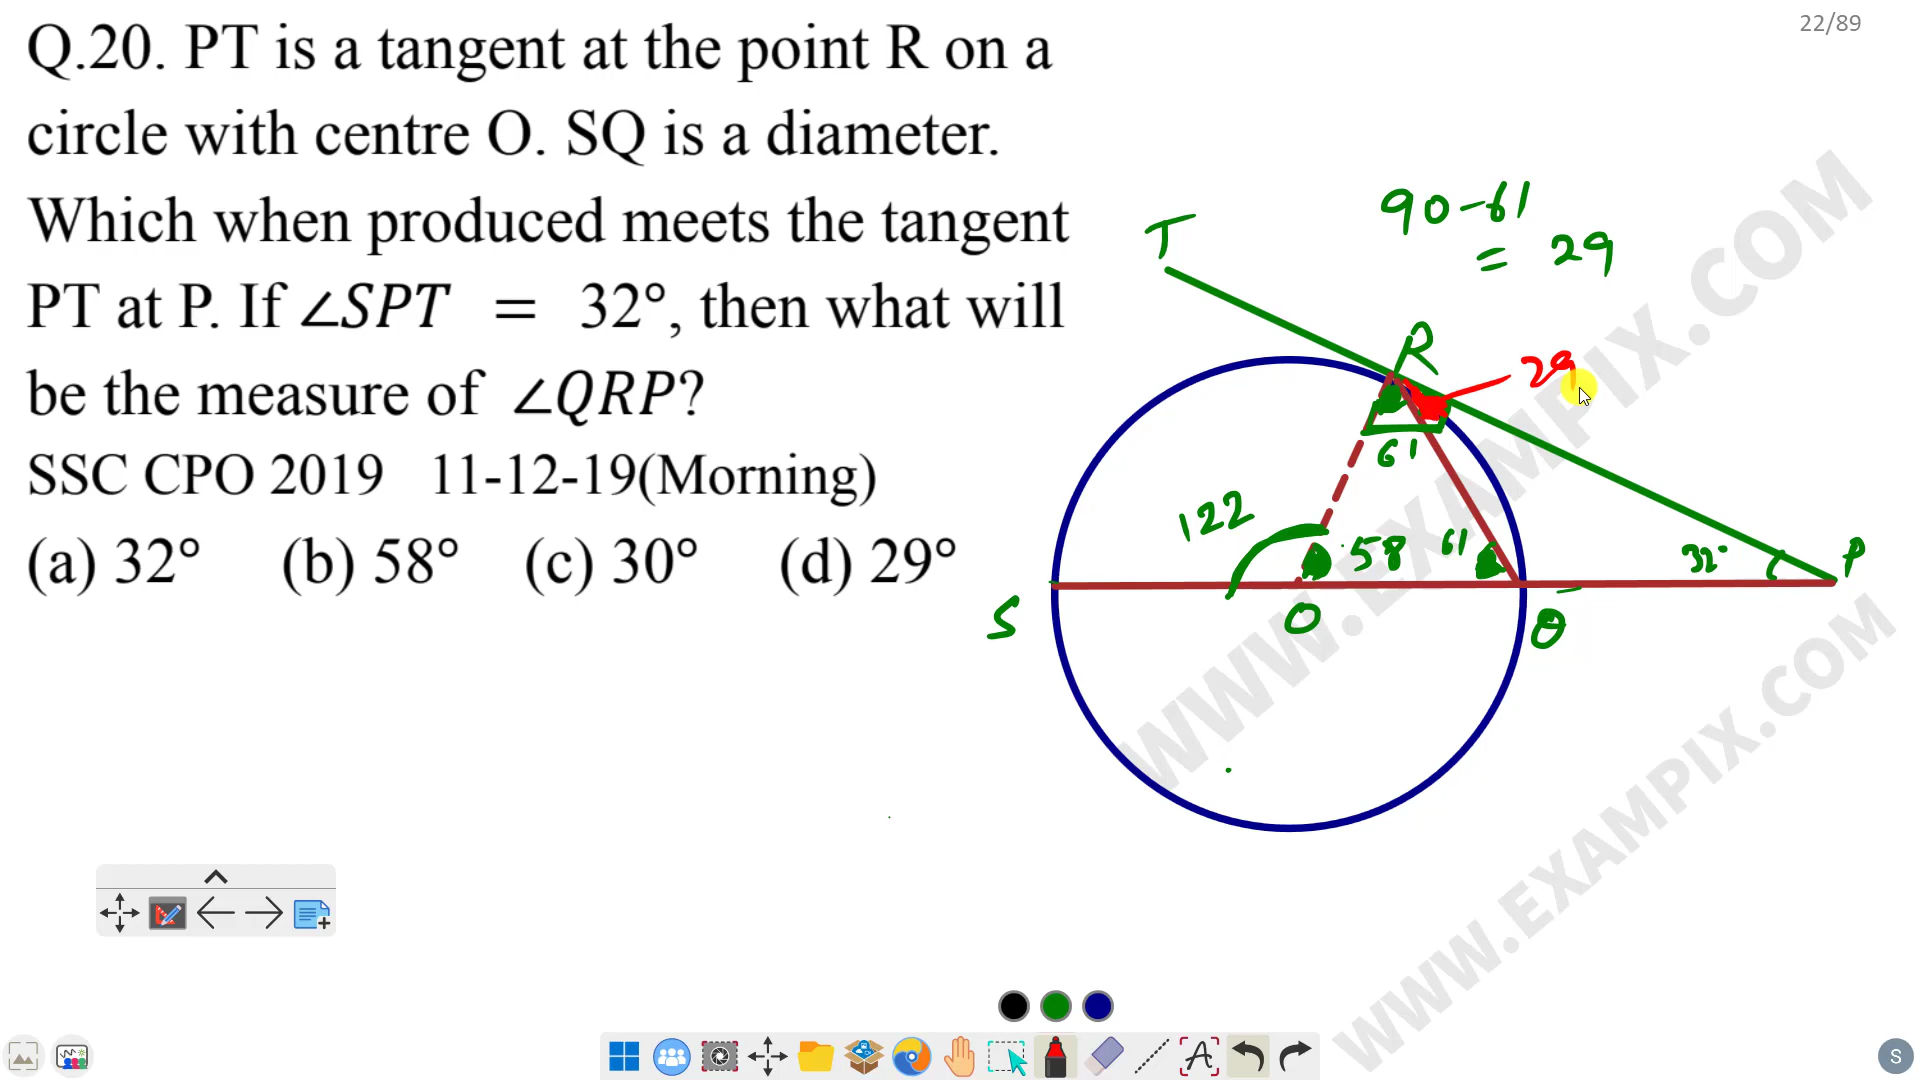 22/89
Q.20. PT is a tangent at the point R on a
circle with centre O. SQ is a diameter.
Which when produced meets the tangent
PT at P. If ∠SPT = 32°, then what will
be the measure of ∠QRP?
SSC CPO 2019 11-12-19(Morning)
(a) 32° (b) 58° (c) 30° (d) 29°
90-61
= 29
T
R
29
61
122
58
61
32°
P
S
O
Q
WWW.EXAMPIX.COM
WWW.EXAMPIX.COM
S